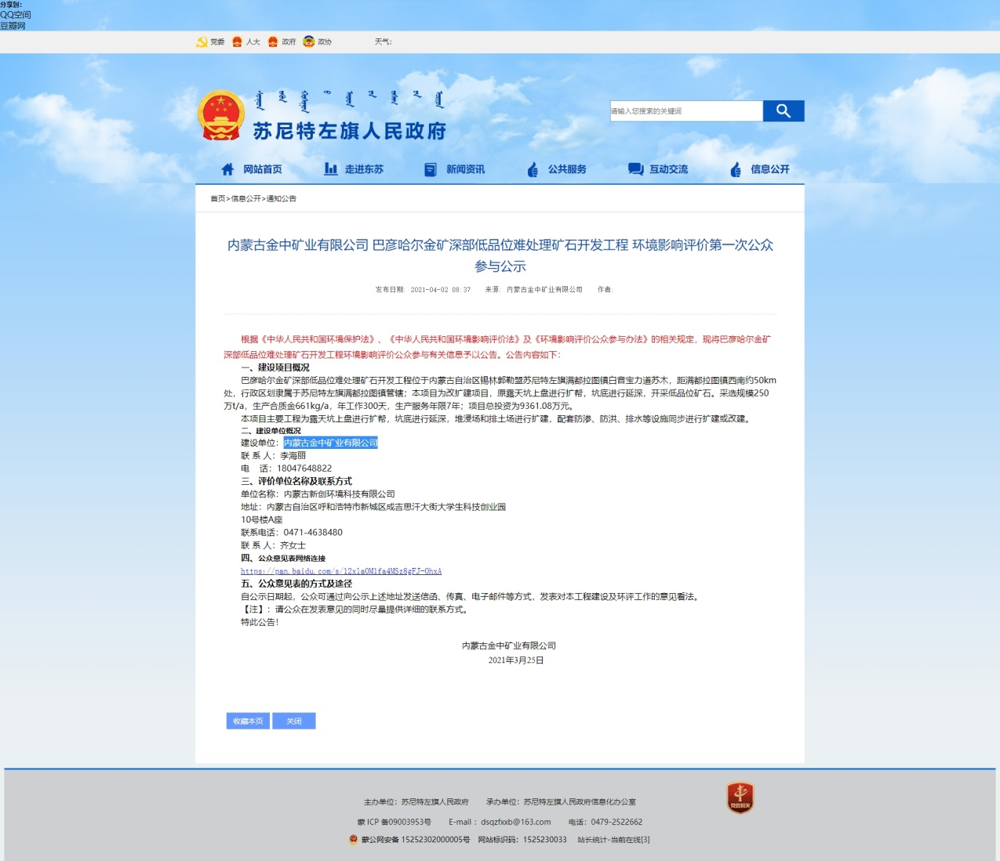 分享到：
QQ空间
豆瓣网
党委 人大 政府 政协 天气：
苏尼特左旗人民政府
请输入您搜索的关键词
网站首页 走进东苏 新闻资讯 公共服务 互动交流 信息公开
首页>信息公开>通知公告
内蒙古金中矿业有限公司 巴彦哈尔金矿深部低品位难处理矿石开发工程 环境影响评价第一次公众
参与公示
发布日期: 2021-04-02 08:37 来源: 内蒙古金中矿业有限公司 作者:
根据《中华人民共和国环境保护法》、《中华人民共和国环境影响评价法》及《环境影响评价公众参与办法》的相关规定，现将巴彦哈尔金矿
深部低品位难处理矿石开发工程环境影响评价公众参与有关信息予以公告。公告内容如下：
一、建设项目概况
巴彦哈尔金矿深部低品位难处理矿石开发工程位于内蒙古自治区锡林郭勒盟苏尼特左旗满都拉图镇白音宝力道苏木，距满都拉图镇西南约50km
处，行政区划隶属于苏尼特左旗满都拉图镇管辖；本项目为改扩建项目，原露天坑上盘进行扩帮，坑底进行延深，开采低品位矿石。采选规模250
万t/a，生产合质金661kg/a，年工作300天，生产服务年限7年；项目总投资为9361.08万元。
本项目主要工程为露天坑上盘进行扩帮，坑底进行延深，堆浸场和排土场进行扩建，配套防渗、防洪、排水等设施同步进行扩建或改建。
二、建设单位概况
建设单位：内蒙古金中矿业有限公司
联 系 人：李海丽
电 话：18047648822
三、评价单位名称及联系方式
单位名称：内蒙古新创环境科技有限公司
地址：内蒙古自治区呼和浩特市新城区成吉思汗大街大学生科技创业园
10号楼A座
联系电话：0471-4638480
联 系 人：齐女士
四、公众意见表网络连接
https://pan.baidu.com/s/12xla0M1fa4MSz8gFJ-OhxA
五、公众意见表的方式及途径
自公示日期起，公众可通过向公示上述地址发送信函、传真、电子邮件等方式，发表对本工程建设及环评工作的意见看法。
【注】：请公众在发表意见的同时尽量提供详细的联系方式。
特此公告！
内蒙古金中矿业有限公司
2021年3月25日
收藏本页 关闭
主办单位：苏尼特左旗人民政府 承办单位：苏尼特左旗人民政府信息化办公室
党政机关
蒙 ICP 备09003953号 E-mail ：dsqzfxxb@163.com 电话：0479-2522662
蒙公网安备 15252302000005号 网站标识码：1525230033 站长统计-当前在线[3]